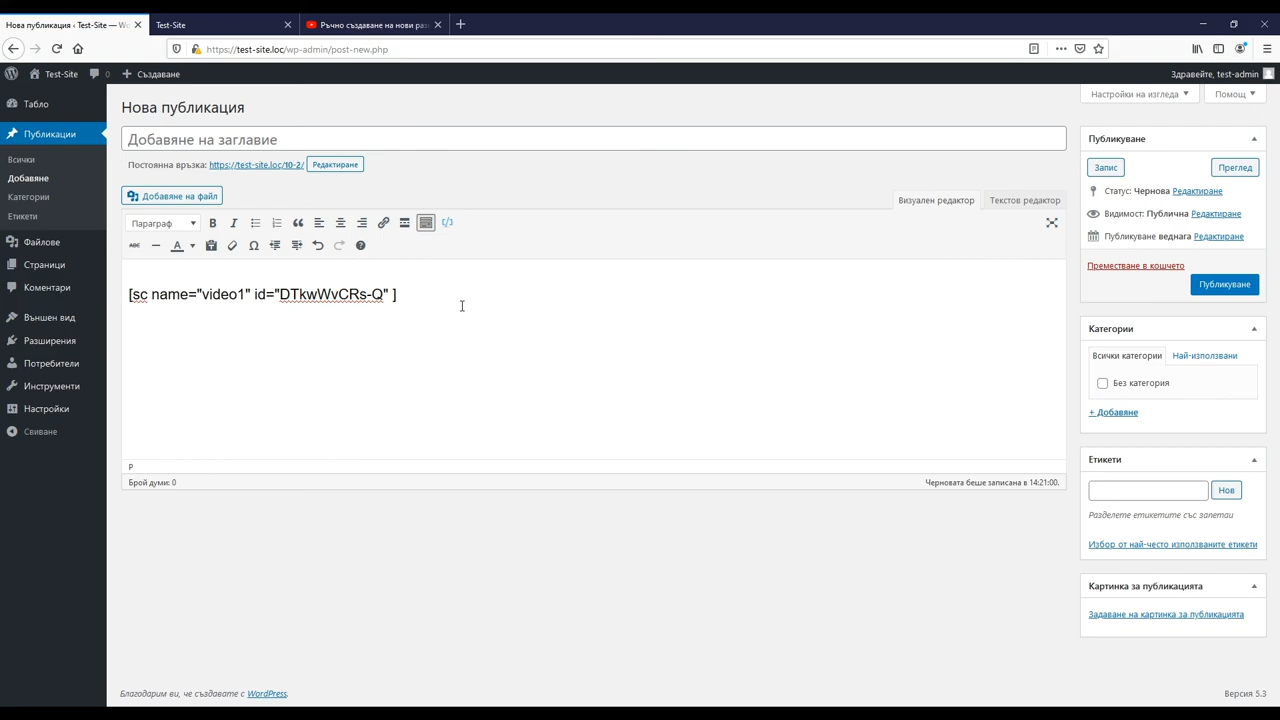 Нова публикация ‹ Test-Site — Wo
Test-Site
Ръчно създаване на нови раз
https://test-site.loc/wp-admin/post-new.php
Test-Site
0
Създаване
Здравейте, test-admin
Табло
Публикации
Всички
Добавяне
Категории
Етикети
Файлове
Страници
Коментари
Външен вид
Разширения
Потребители
Инструменти
Настройки
Свиване
Настройки на изгледа
Помощ
Нова публикация
Добавяне на заглавие
Постоянна връзка: https://test-site.loc/10-2/ Редактиране
Добавяне на файл
Визуален редактор
Текстов редактор
Параграф
[sc name="video1" id="DTkwWvCRs-Q" ]
P
Брой думи: 0
Черновата беше записана в 14:21:00.
Публикуване
Запис
Преглед
Статус: Чернова Редактиране
Видимост: Публична Редактиране
Публикуване веднага Редактиране
Преместване в кошчето
Публикуване
Категории
Всички категории
Най-използвани
Без категория
+ Добавяне
Етикети
Нов
Разделете етикетите със запетаи
Избор от най-често използваните етикети
Картинка за публикацията
Задаване на картинка за публикацията
Благодарим ви, че създавате с WordPress.
Версия 5.3